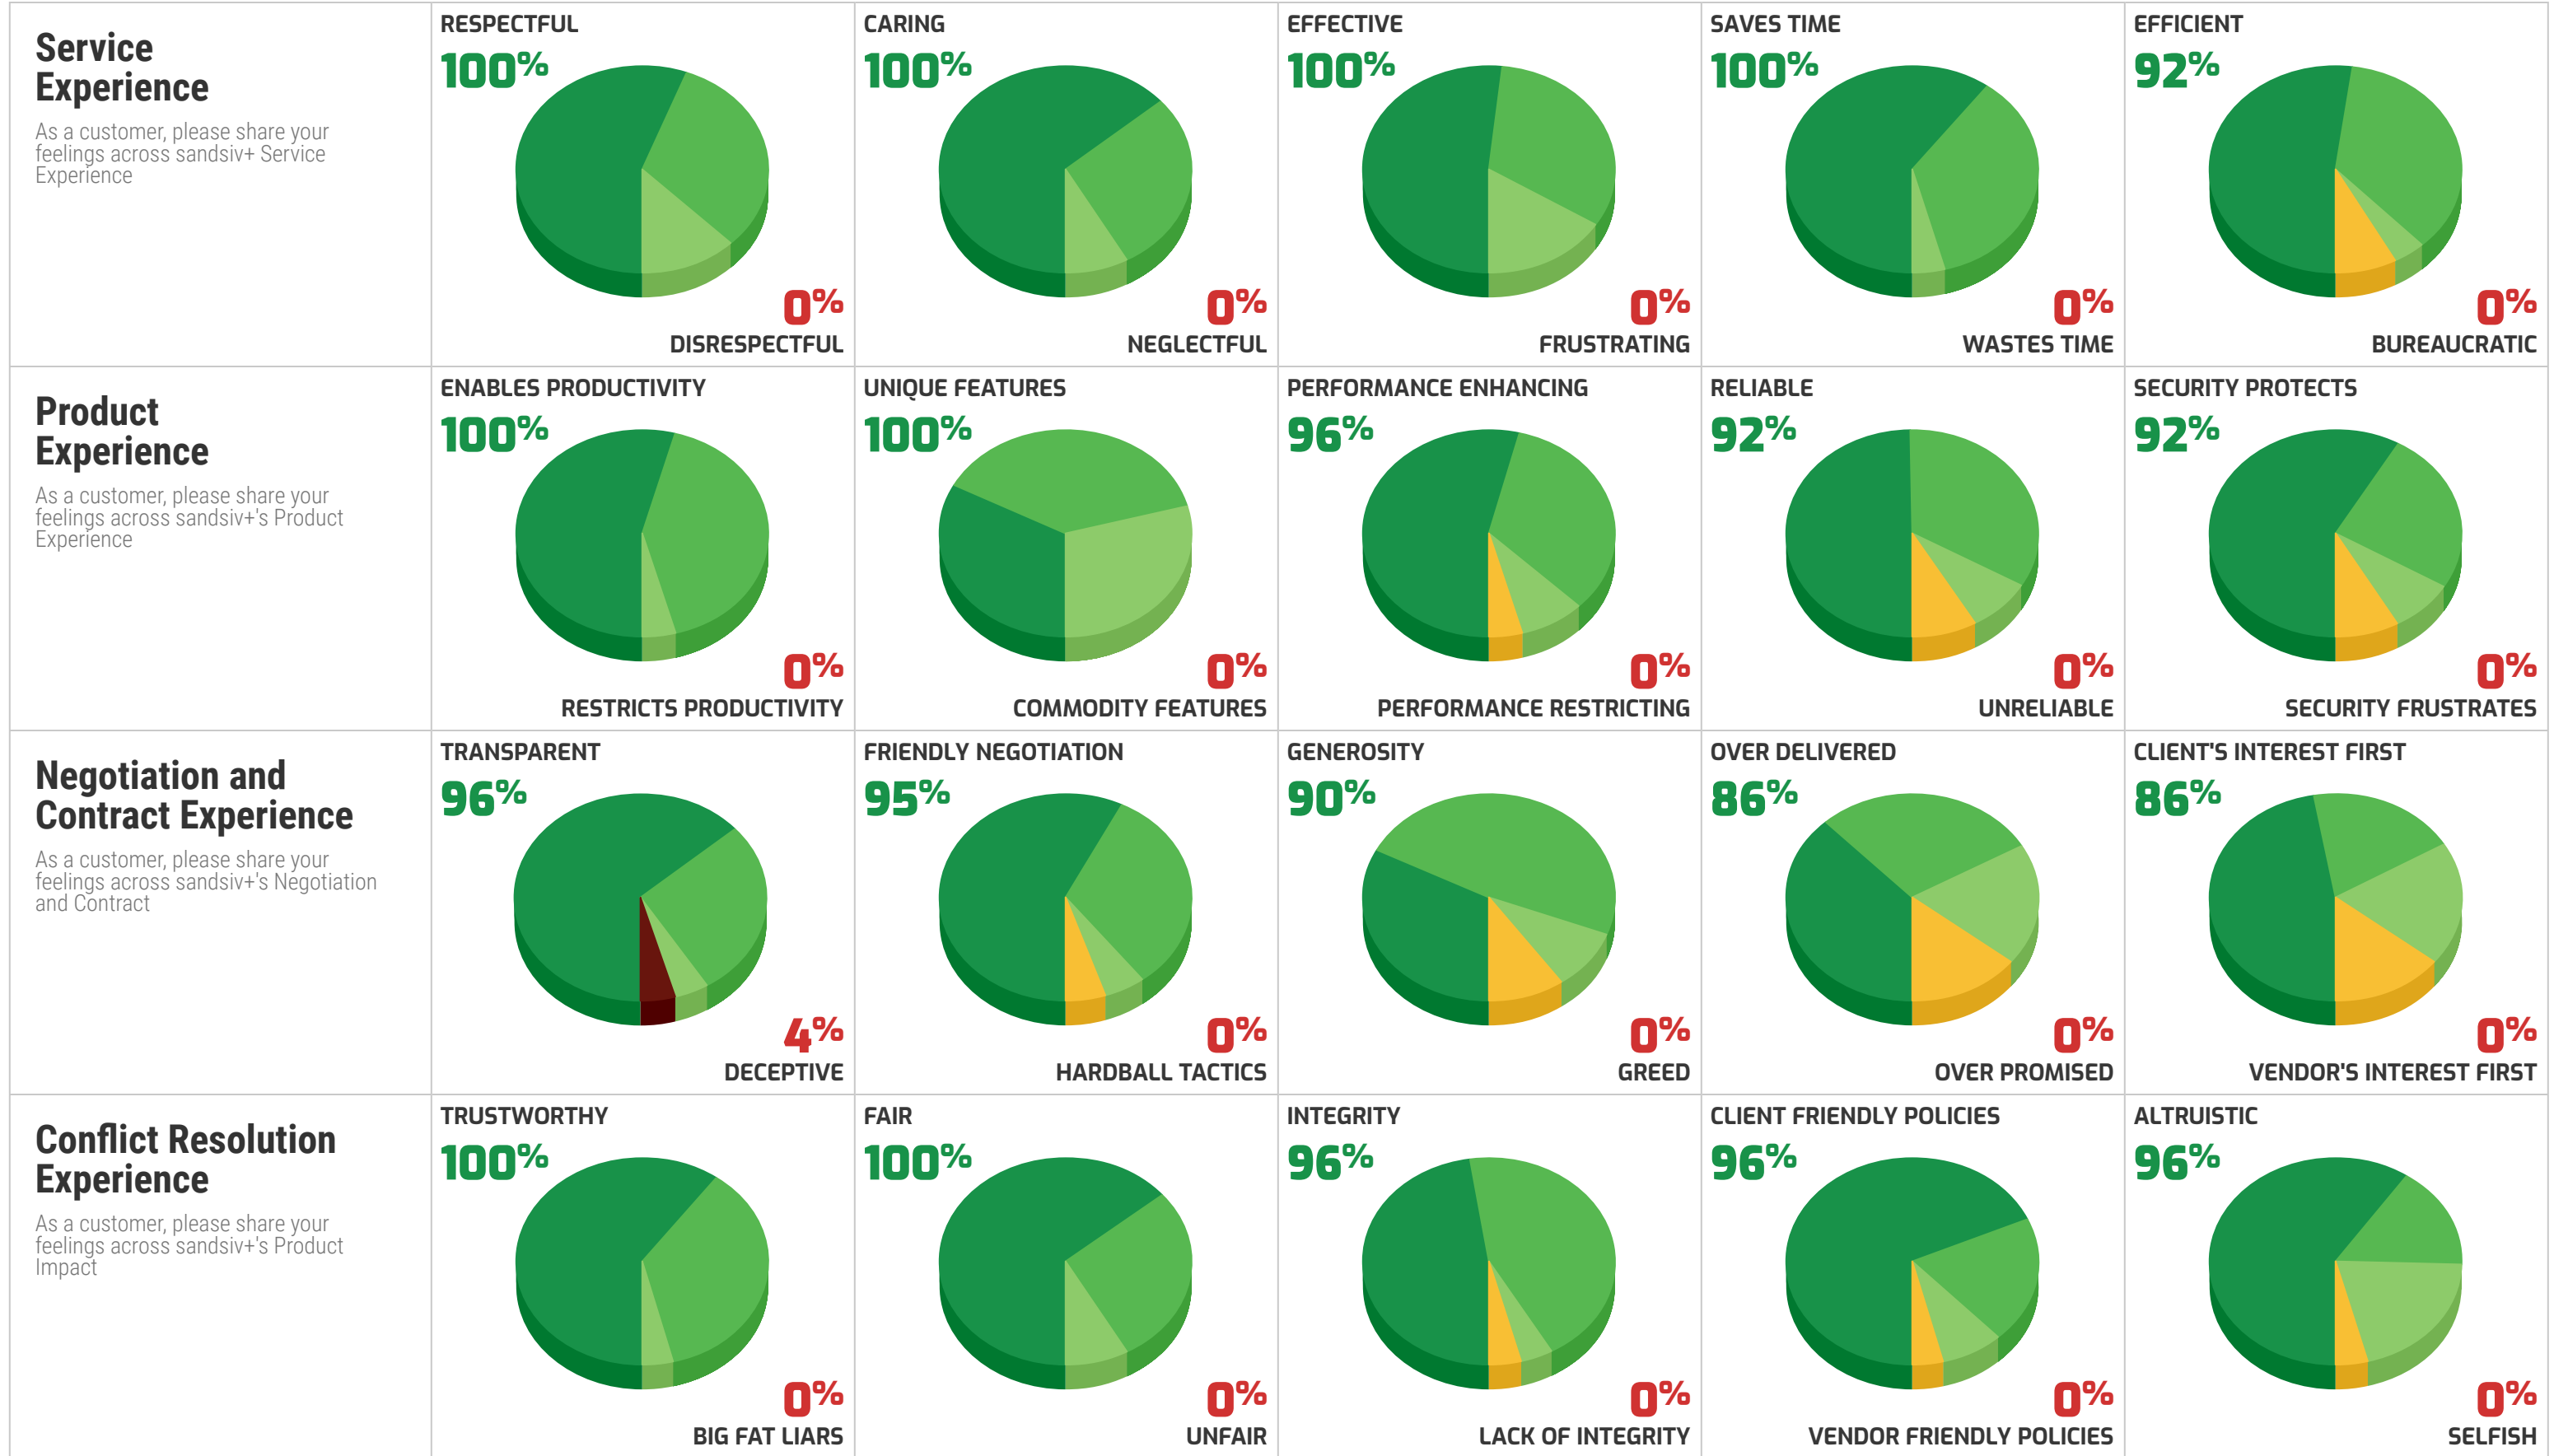 Service
Experience
As a customer, please share your
feelings across sandsiv+ Service
Experience
RESPECTFUL
100%
0%
DISRESPECTFUL
CARING
100%
0%
NEGLECTFUL
EFFECTIVE
100%
0%
FRUSTRATING
SAVES TIME
100%
0%
WASTES TIME
EFFICIENT
92%
0%
BUREAUCRATIC
Product
Experience
As a customer, please share your
feelings across sandsiv+'s Product
Experience
ENABLES PRODUCTIVITY
100%
0%
RESTRICTS PRODUCTIVITY
UNIQUE FEATURES
100%
0%
COMMODITY FEATURES
PERFORMANCE ENHANCING
96%
0%
PERFORMANCE RESTRICTING
RELIABLE
92%
0%
UNRELIABLE
SECURITY PROTECTS
92%
0%
SECURITY FRUSTRATES
Negotiation and
Contract Experience
As a customer, please share your
feelings across sandsiv+'s Negotiation
and Contract
TRANSPARENT
96%
4%
DECEPTIVE
FRIENDLY NEGOTIATION
95%
0%
HARDBALL TACTICS
GENEROSITY
90%
0%
GREED
OVER DELIVERED
86%
0%
OVER PROMISED
CLIENT'S INTEREST FIRST
86%
0%
VENDOR'S INTEREST FIRST
Conflict Resolution
Experience
As a customer, please share your
feelings across sandsiv+'s Product
Impact
TRUSTWORTHY
100%
0%
BIG FAT LIARS
FAIR
100%
0%
UNFAIR
INTEGRITY
96%
0%
LACK OF INTEGRITY
CLIENT FRIENDLY POLICIES
96%
0%
VENDOR FRIENDLY POLICIES
ALTRUISTIC
96%
0%
SELFISH